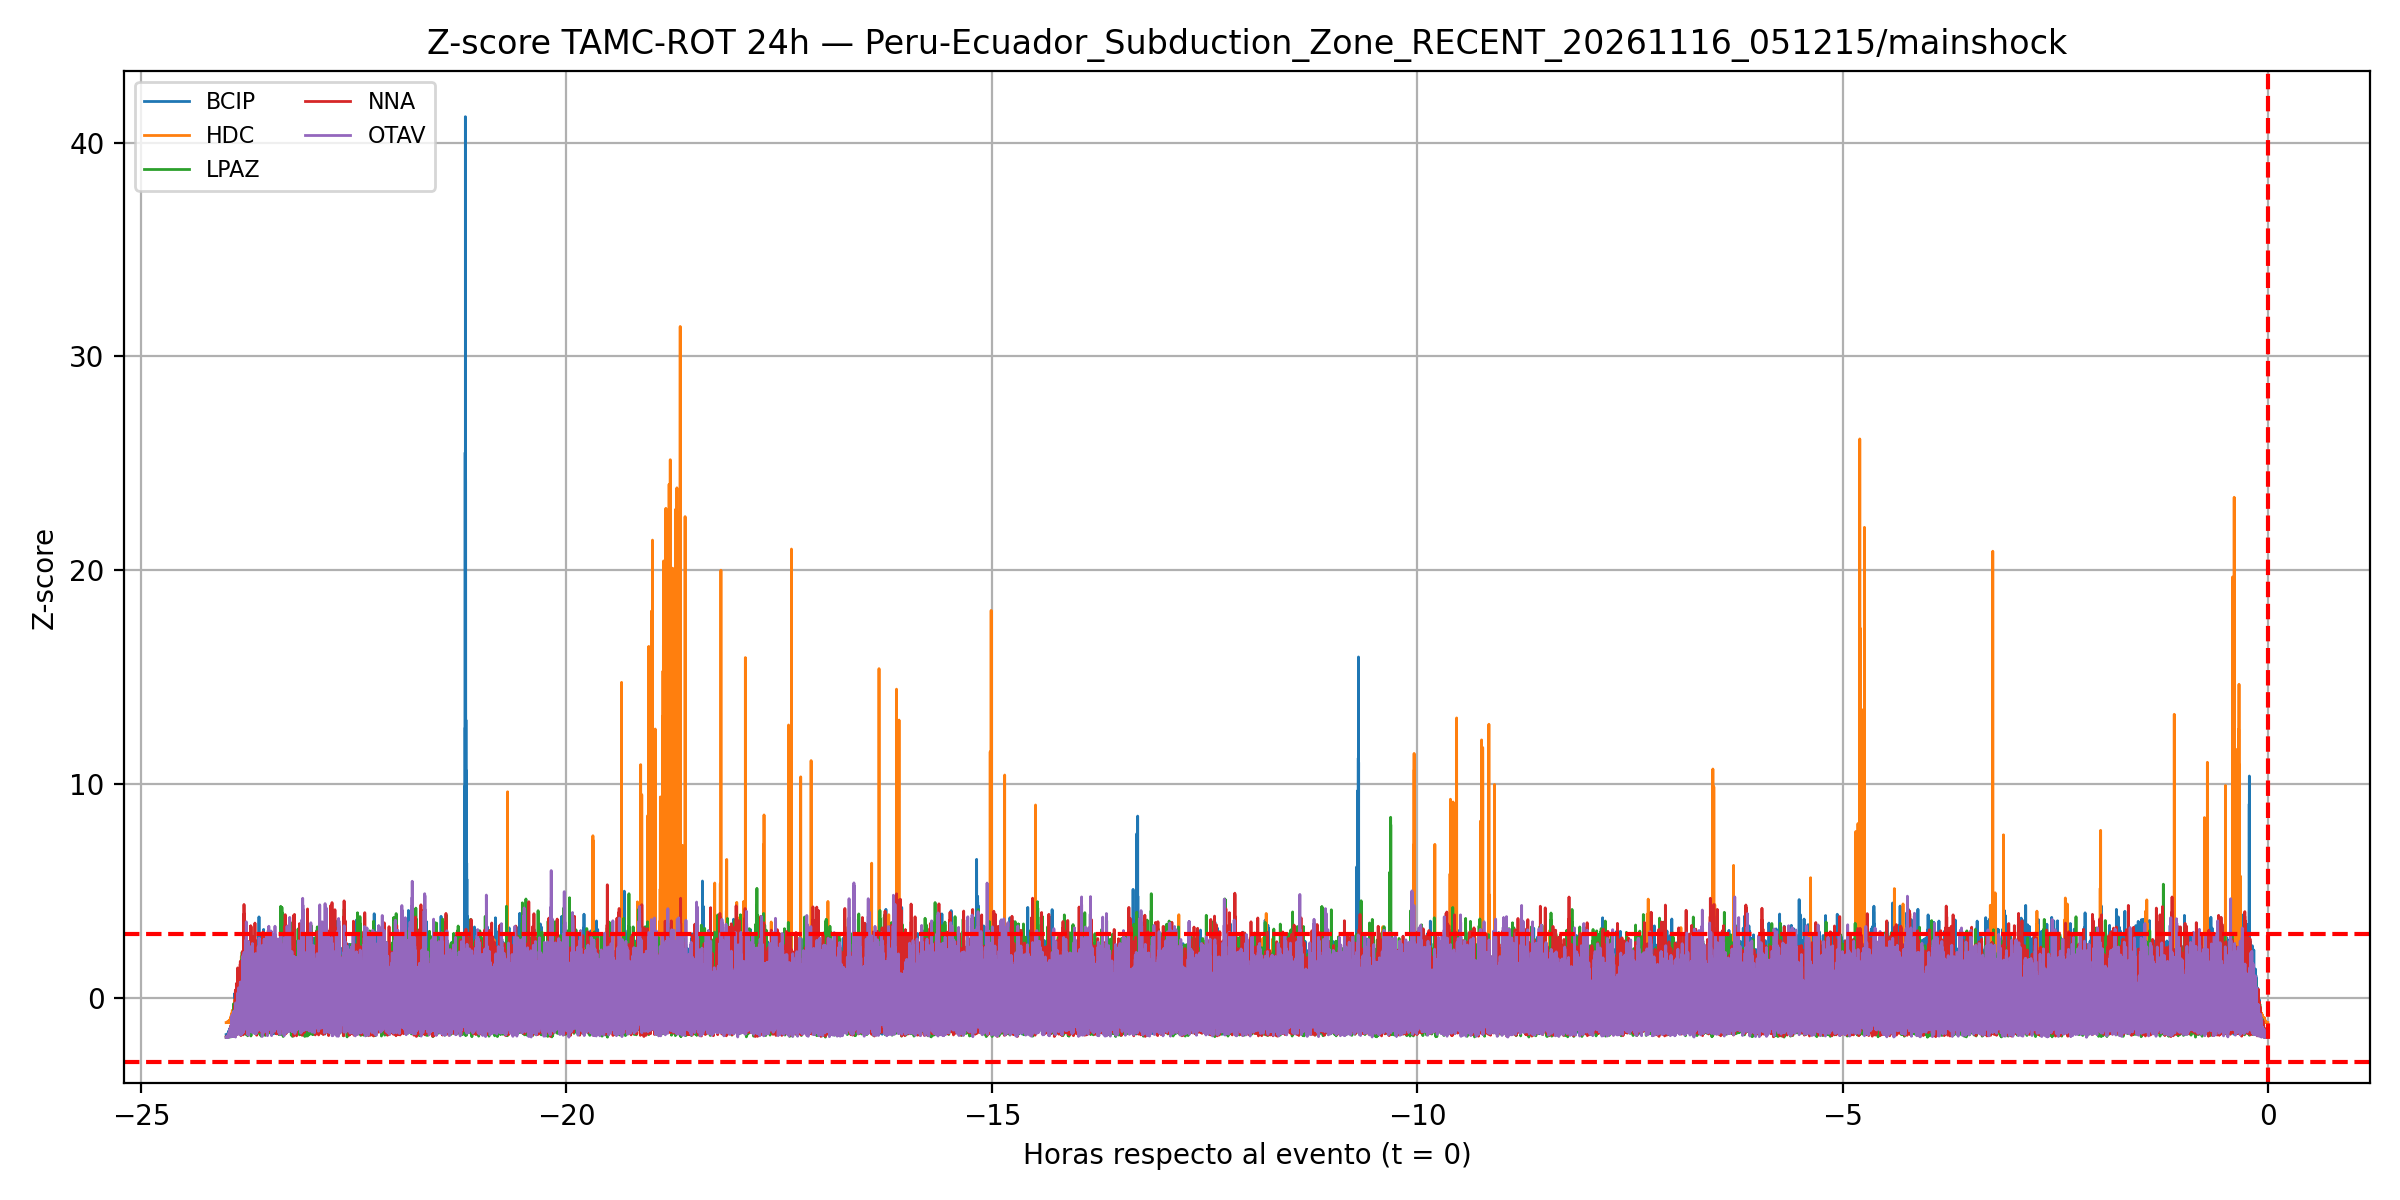 Z-score TAMC-ROT 24h — Peru-Ecuador_Subduction_Zone_RECENT_20261116_051215/mainshock
BCIP
HDC
LPAZ
NNA
OTAV
Z-score
40
30
20
10
0
−25
−20
−15
−10
−5
0
Horas respecto al evento (t = 0)